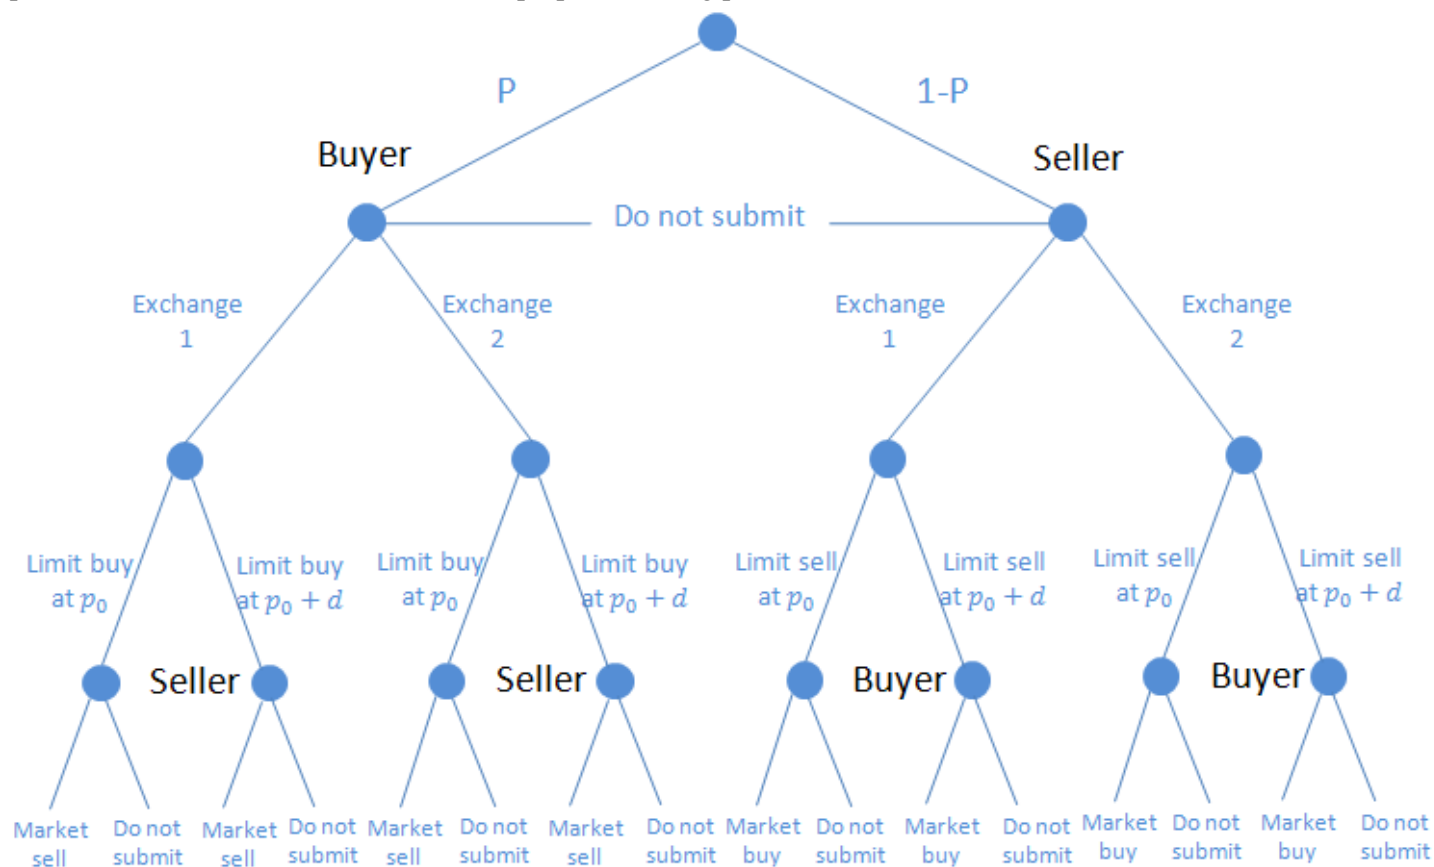 P
1-P
Buyer
Seller
Do not submit
Exchange
1
Exchange
2
Exchange
1
Exchange
2
Limit buy
at p₀
Limit buy
at p₀ + d
Limit buy
at p₀
Limit buy
at p₀ + d
Limit sell
at p₀
Limit sell
at p₀ + d
Limit sell
at p₀
Limit sell
at p₀ + d
Seller
Seller
Buyer
Buyer
Market
sell
Do not
submit
Market
sell
Do not
submit
Market
sell
Do not
submit
Market
sell
Do not
submit
Market
buy
Do not
submit
Market
buy
Do not
submit
Market
buy
Do not
submit
Market
buy
Do not
submit